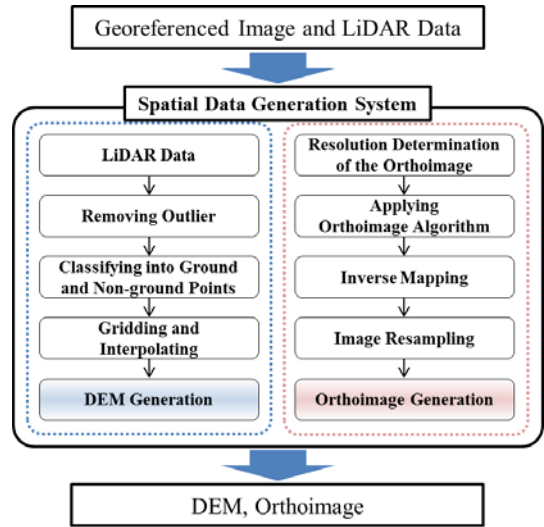 Georeferenced Image and LiDAR Data
Spatial Data Generation System
LiDAR Data
Removing Outlier
Classifying into Ground
and Non-ground Points
Gridding and
Interpolating
DEM Generation
Resolution Determination
of the Orthoimage
Applying
Orthoimage Algorithm
Inverse Mapping
Image Resampling
Orthoimage Generation
DEM, Orthoimage